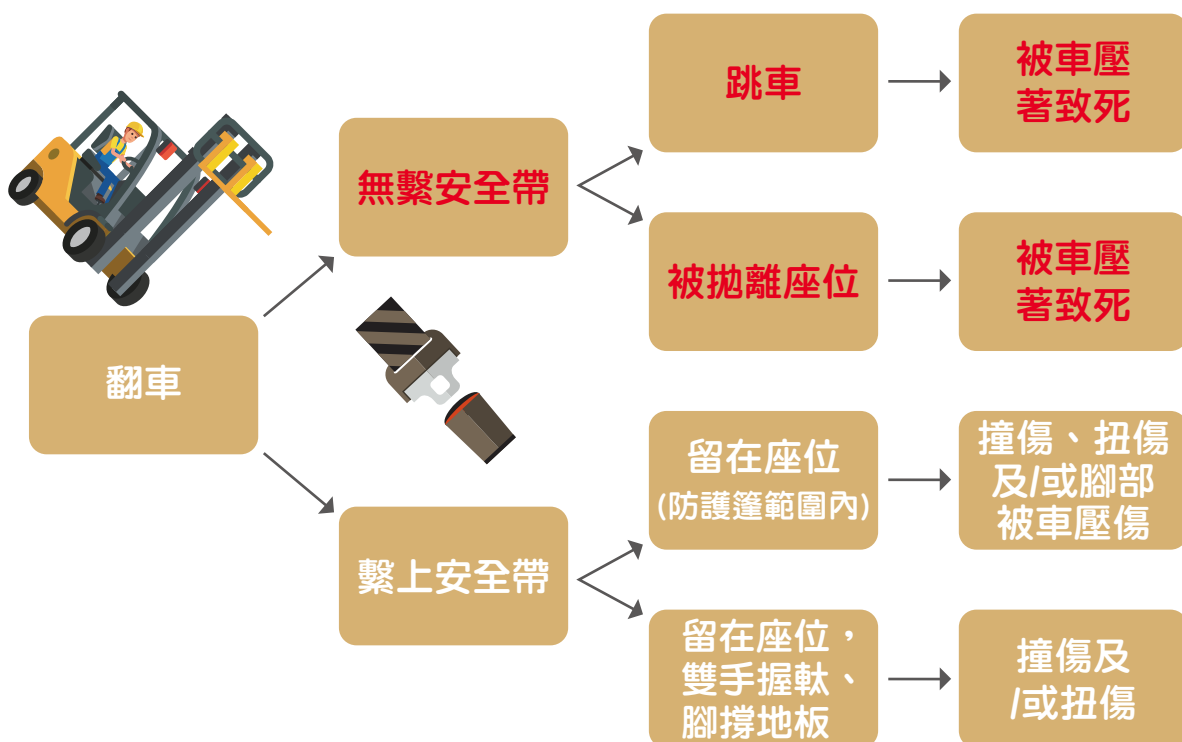 跳車
被車壓
著致死
無繫安全帶
被拋離座位
被車壓
著致死
翻車
留在座位
(防護篷範圍內)
撞傷、扭傷
及/或腳部
被車壓傷
繫上安全帶
留在座位，
雙手握軚、
腳撐地板
撞傷及
/或扭傷